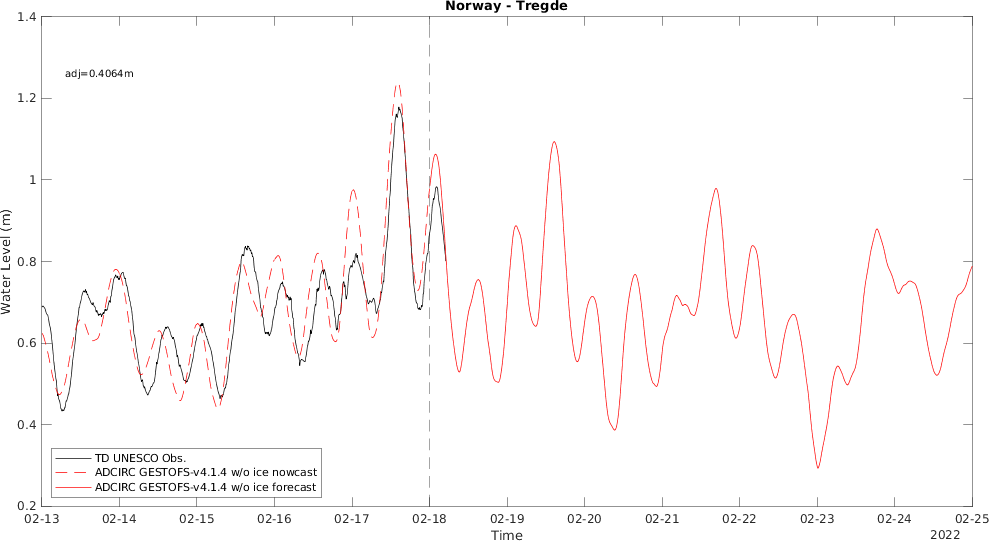 Norway - Tregde
1.4
1.2
1
0.8
0.6
0.4
0.2
Water Level (m)
adj=0.4064m
TD UNESCO Obs.
ADCIRC GESTOFS-v4.1.4 w/o ice nowcast
ADCIRC GESTOFS-v4.1.4 w/o ice forecast
02-13 02-14 02-15 02-16 02-17 02-18 02-19 02-20 02-21 02-22 02-23 02-24 02-25
Time
2022